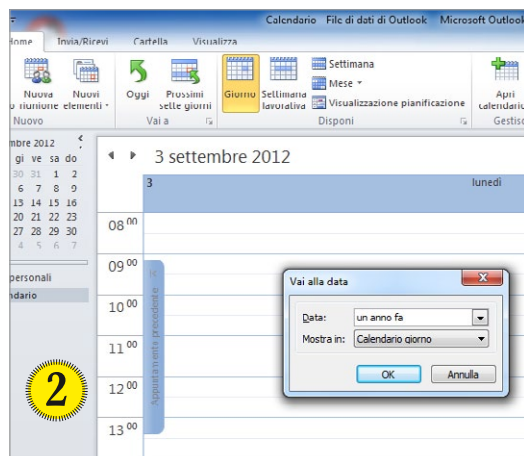 Calendario File di dati di Outlook Microsoft Outlook
Home Invia/Ricevi Cartella Visualizza
Nuova riunione
Nuovi elementi
Oggi
Prossimi sette giorni
Giorno
Settimana lavorativa
Settimana
Mese
Visualizzazione pianificazione
Apri calendario
Nuovo Vai a Disponi
3 settembre 2012
gi ve sa do
30 31 1 2
6 7 8 9
13 14 15 16
20 21 22 23
27 28 29 30
4 5 6 7
personali
3 lunedì
08 00
09 00
10 00
11 00
12 00
13 00
Appuntamento precedente
Vai alla data
Data: un anno fa
Mostra in: Calendario giorno
OK Annulla
2